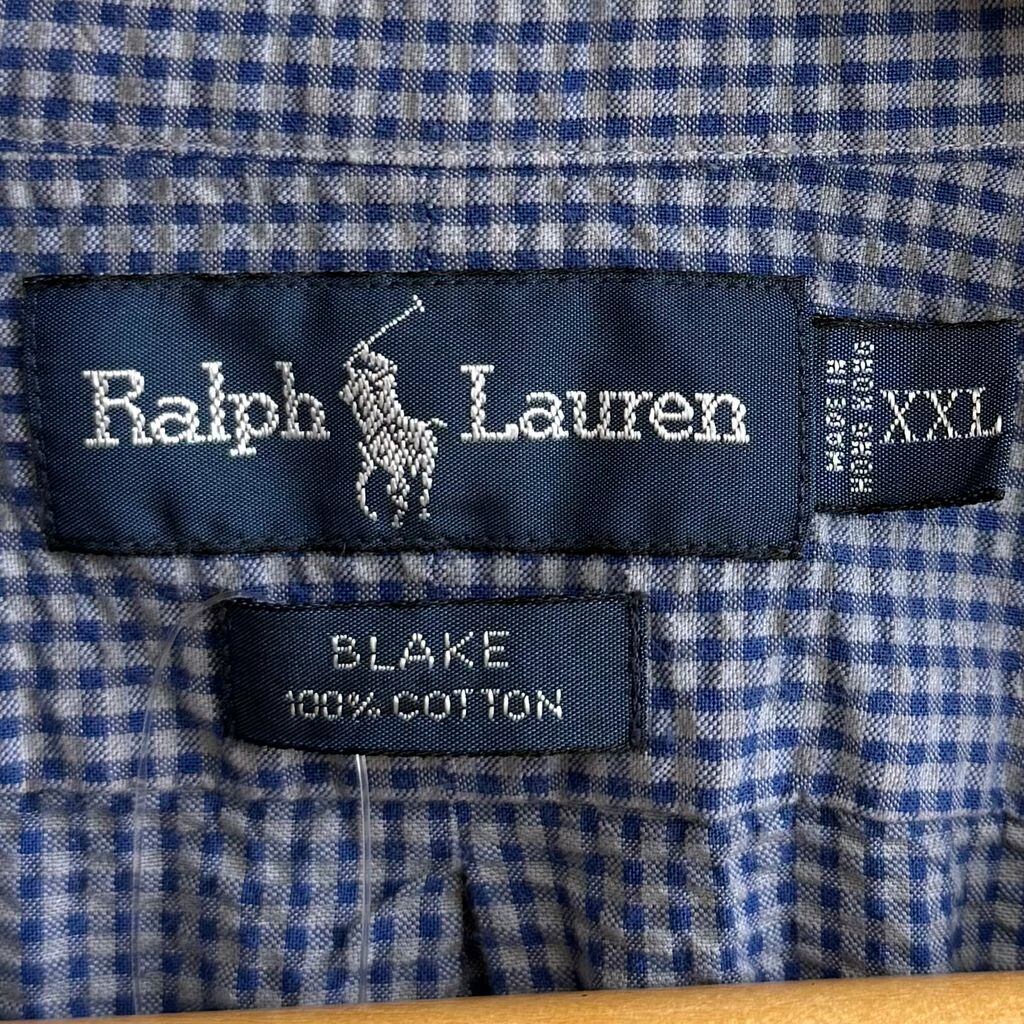 Ralph Lauren
MADE IN
HONG KONG
XXL
BLAKE
100% COTTON